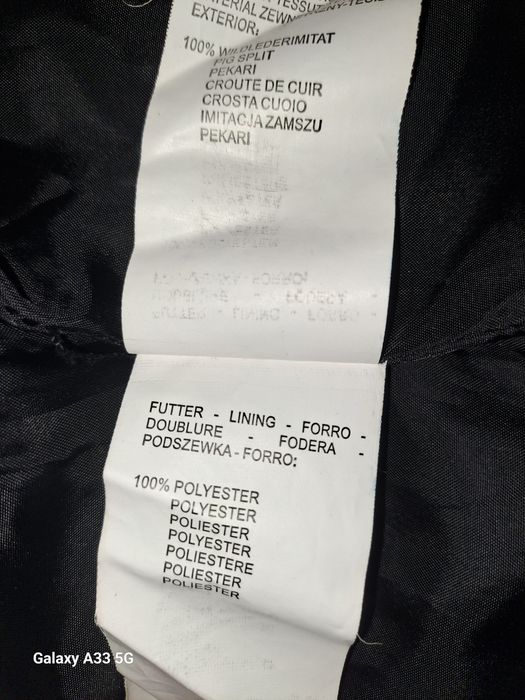 EXTERIOR:
100% WILDLEDERIMITAT
PIG SPLIT
PEKARI
CROUTE DE CUIR
CROSTA CUOIO
IMITACJA ZAMSZU
PEKARI
FUTTER - LINING - FORRO -
DOUBLURE - FODERA -
PODSZEWKA - FORRO:
100% POLYESTER
POLYESTER
POLIESTER
POLYESTER
POLIESTERE
POLIESTER
POLIESTER
Galaxy A33 5G